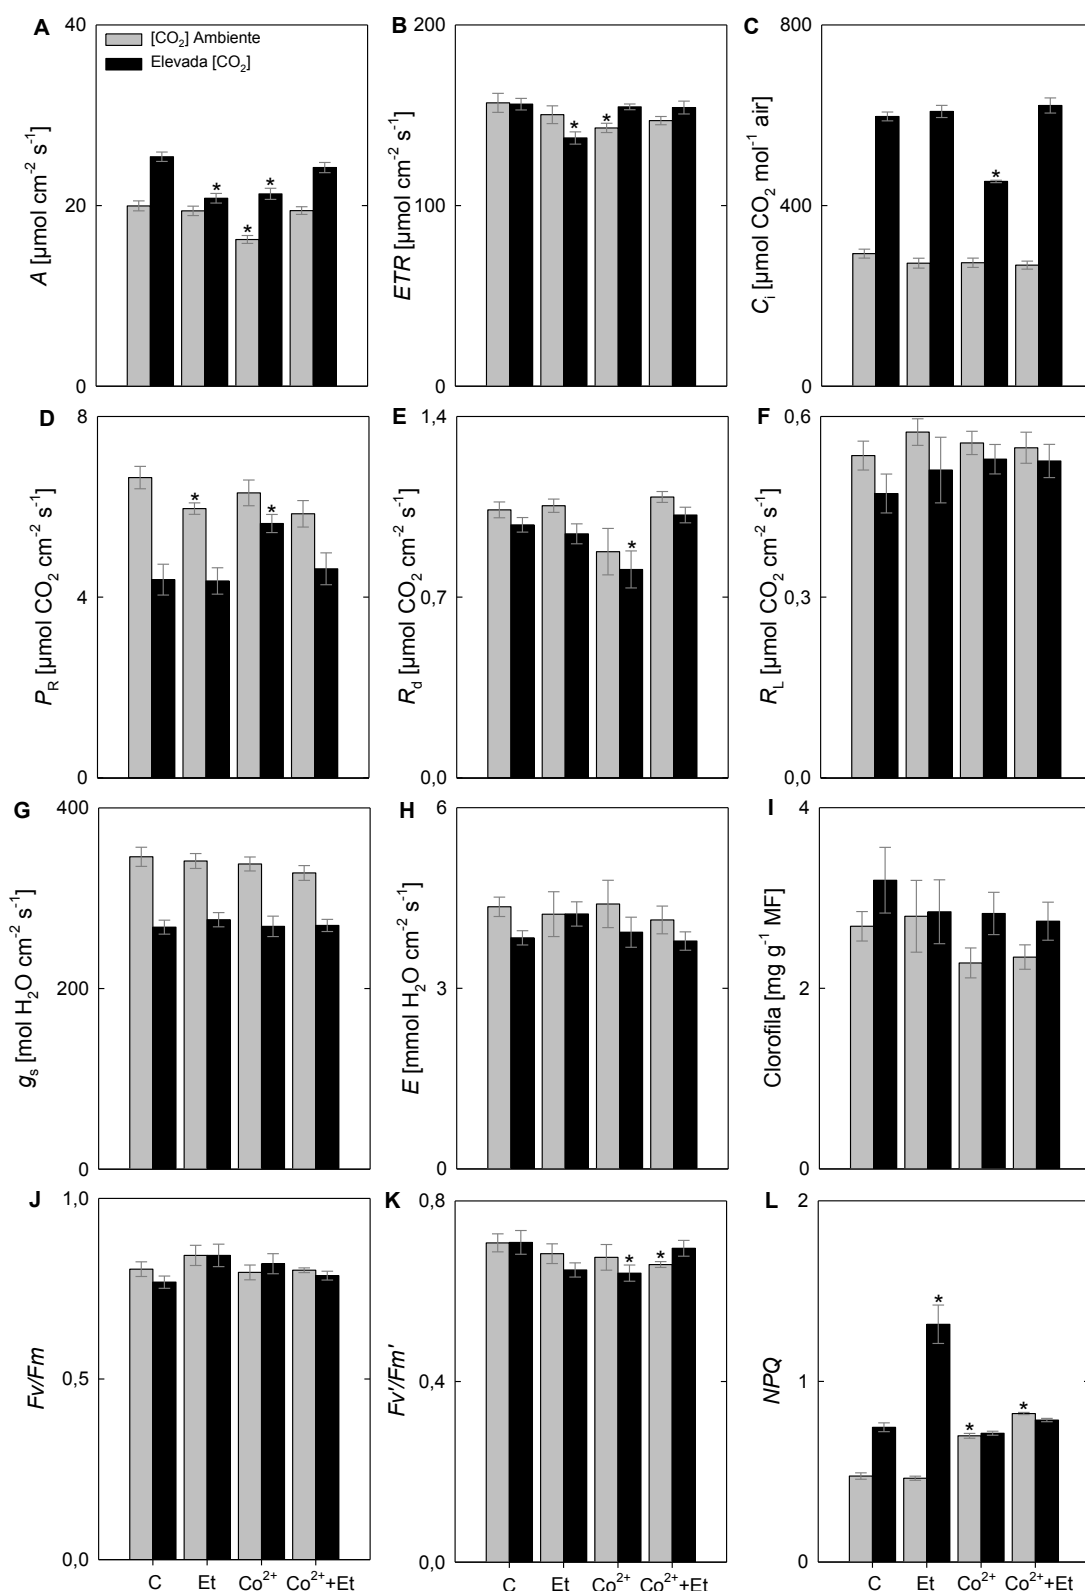 A
40
20
0
A [µmol cm⁻² s⁻¹]
[CO₂] Ambiente
Elevada [CO₂]
*
*
*
B
200
100
0
ETR [µmol cm⁻² s⁻¹]
*
*
C
800
400
0
Cᵢ [µmol CO₂ mol⁻¹ air]
*
D
8
4
0
P_R [µmol CO₂ cm⁻² s⁻¹]
*
*
E
1,4
0,7
0,0
R_d [µmol CO₂ cm⁻² s⁻¹]
*
F
0,6
0,3
0,0
R_L [µmol CO₂ cm⁻² s⁻¹]
G
400
200
0
g_s [mol H₂O cm⁻² s⁻¹]
H
6
3
0
E [mmol H₂O cm⁻² s⁻¹]
I
4
2
0
Clorofila [mg g⁻¹ MF]
J
1,0
0,5
0,0
Fv/Fm
C Et Co²⁺ Co²⁺+Et
K
0,8
0,4
0,0
Fv'/Fm'
*
*
C Et Co²⁺ Co²⁺+Et
L
2
1
0
NPQ
*
*
*
C Et Co²⁺ Co²⁺+Et